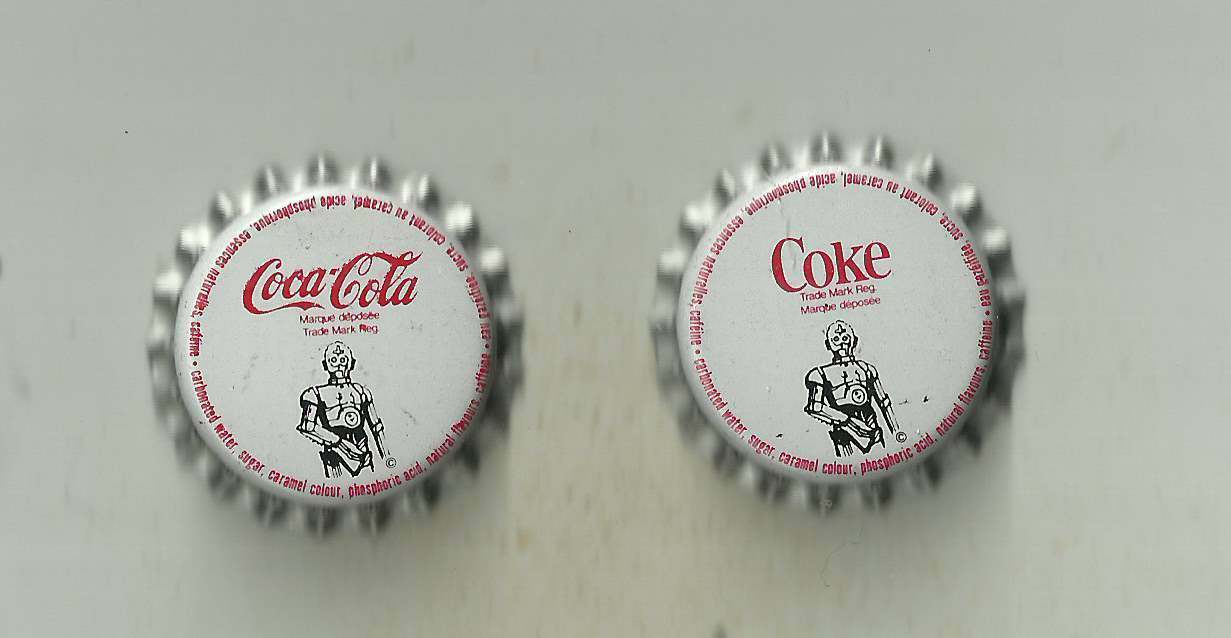 Coca-Cola
Marque déposée
Trade Mark Reg.
©
eau gazéifiée, sucre, colorant au caramel, acide phosphorique, essences naturelles, caféine • carbonated water, sugar, caramel colour, phosphoric acid, natural flavours, caffeine •
Coke
Trade Mark Reg.
Marque déposée
©
eau gazéifiée, sucre, colorant au caramel, acide phosphorique, essences naturelles, caféine • carbonated water, sugar, caramel colour, phosphoric acid, natural flavours, caffeine •